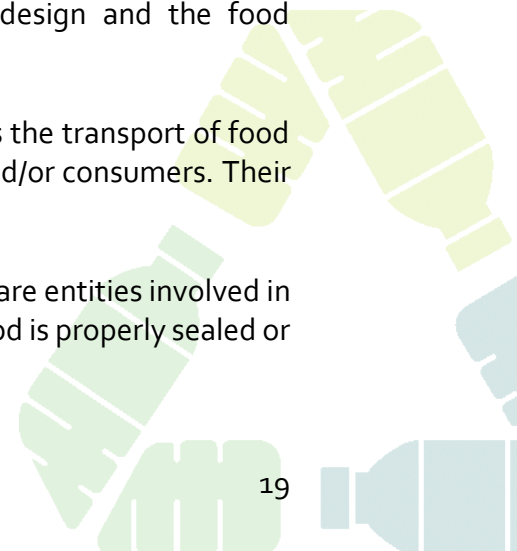 design and the food
s the transport of food
d/or consumers. Their
are entities involved in
od is properly sealed or
19